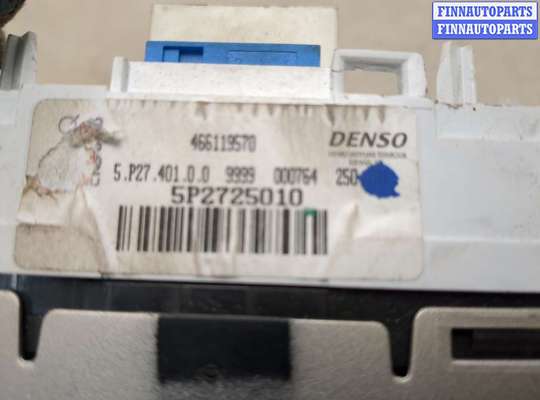 FINNAUTOPARTS
FINNAUTOPARTS
466119570
DENSO
5.P27.401.0.0 9999 000764 250
5P2725010